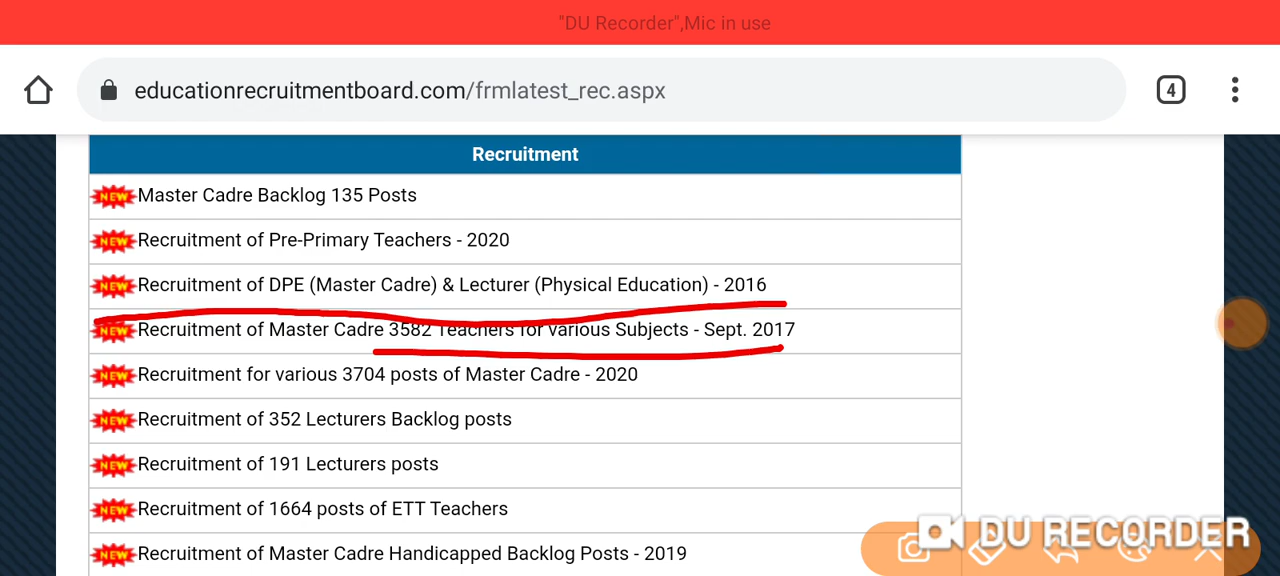 "DU Recorder",Mic in use
educationrecruitmentboard.com/frmlatest_rec.aspx
4
Recruitment
NEW Master Cadre Backlog 135 Posts
NEW Recruitment of Pre-Primary Teachers - 2020
NEW Recruitment of DPE (Master Cadre) & Lecturer (Physical Education) - 2016
NEW Recruitment of Master Cadre 3582 Teachers for various Subjects - Sept. 2017
NEW Recruitment for various 3704 posts of Master Cadre - 2020
NEW Recruitment of 352 Lecturers Backlog posts
NEW Recruitment of 191 Lecturers posts
NEW Recruitment of 1664 posts of ETT Teachers
NEW Recruitment of Master Cadre Handicapped Backlog Posts - 2019
DU RECORDER